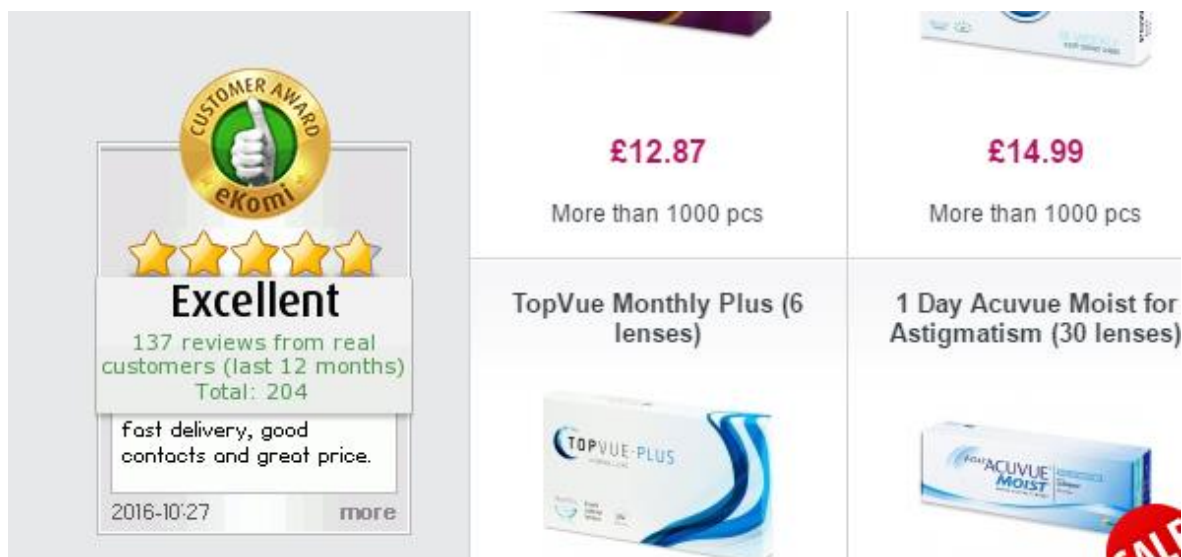 CUSTOMER AWARD
eKomi
Excellent
137 reviews from real
customers (last 12 months)
Total: 204
Fast delivery, good
contacts and great price.
2016-10-27
more
£12.87
More than 1000 pcs
£14.99
More than 1000 pcs
TopVue Monthly Plus (6
lenses)
TOPVUE-PLUS
1 Day Acuvue Moist for
Astigmatism (30 lenses)
ACUVUE
MOIST
SALE